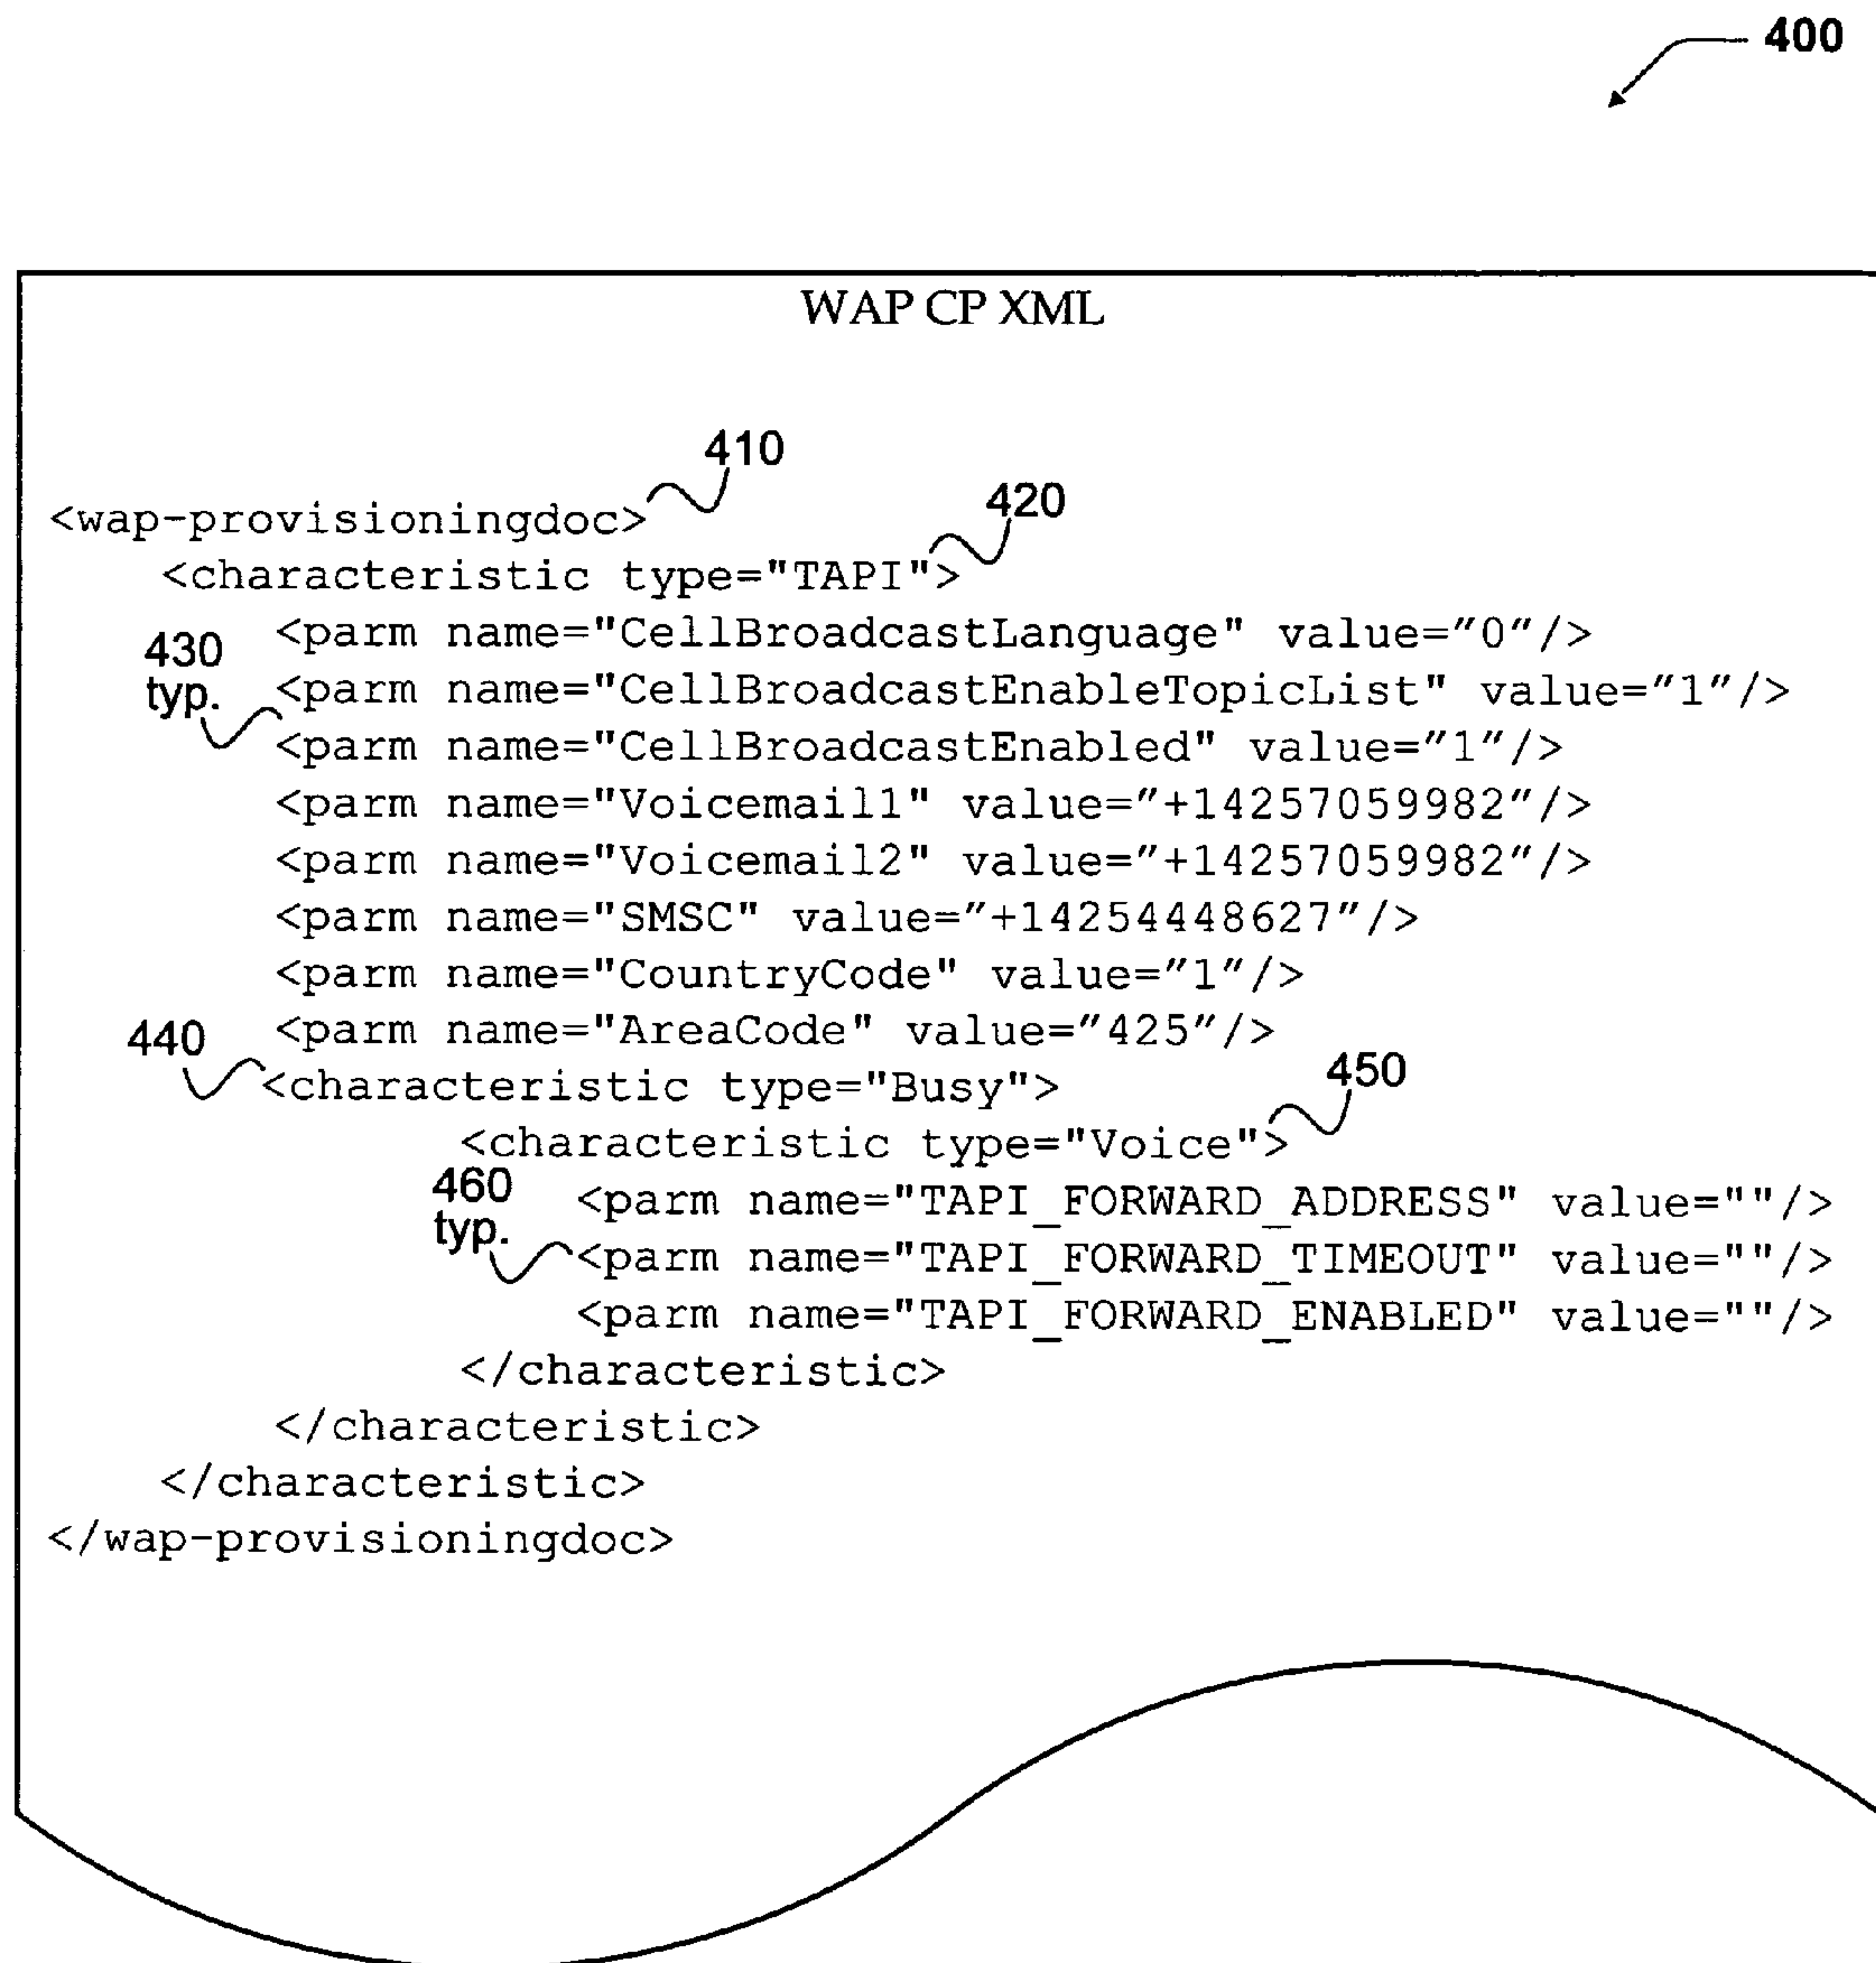 400
WAP CP XML
410
<wap-provisioningdoc>
420
<characteristic type="TAPI">
<parm name="CellBroadcastLanguage" value="0"/>
430
typ.
<parm name="CellBroadcastEnableTopicList" value="1"/>
<parm name="CellBroadcastEnabled" value="1"/>
<parm name="Voicemail1" value="+14257059982"/>
<parm name="Voicemail2" value="+14257059982"/>
<parm name="SMSC" value="+14254448627"/>
<parm name="CountryCode" value="1"/>
<parm name="AreaCode" value="425"/>
440
<characteristic type="Busy">
450
<characteristic type="Voice">
460
typ.
<parm name="TAPI_FORWARD_ADDRESS" value=""/>
<parm name="TAPI_FORWARD_TIMEOUT" value=""/>
<parm name="TAPI_FORWARD_ENABLED" value=""/>
</characteristic>
</characteristic>
</characteristic>
</wap-provisioningdoc>